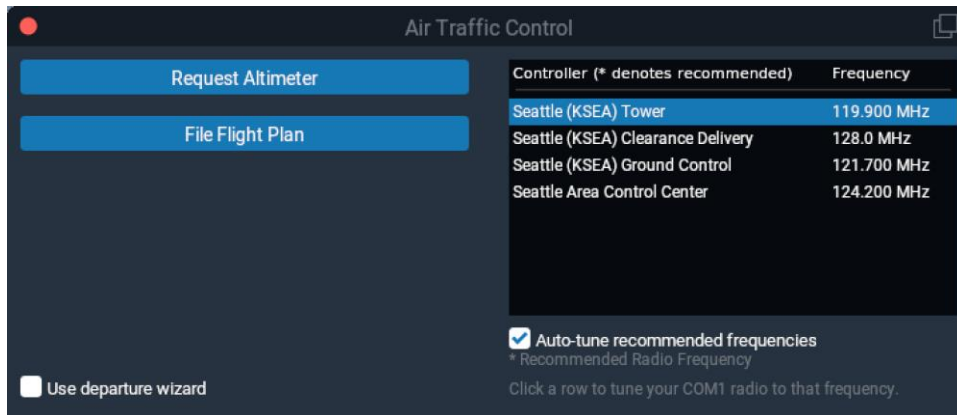 Air Traffic Control
Request Altimeter
File Flight Plan
Use departure wizard
Controller (* denotes recommended) Frequency
Seattle (KSEA) Tower 119.900 MHz
Seattle (KSEA) Clearance Delivery 128.0 MHz
Seattle (KSEA) Ground Control 121.700 MHz
Seattle Area Control Center 124.200 MHz
Auto-tune recommended frequencies
* Recommended Radio Frequency
Click a row to tune your COM1 radio to that frequency.